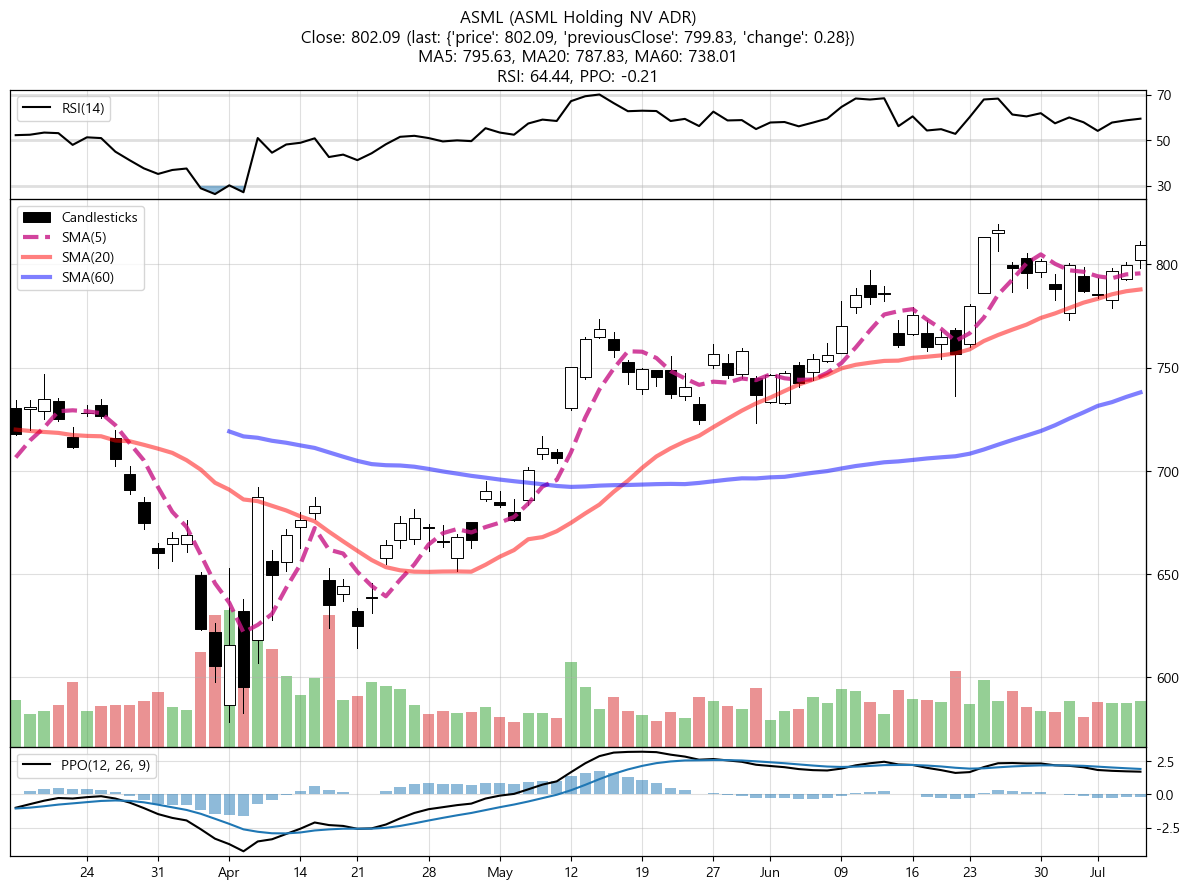 ASML (ASML Holding NV ADR)
Close: 802.09 (last: {'price': 802.09, 'previousClose': 799.83, 'change': 0.28})
MA5: 795.63, MA20: 787.83, MA60: 738.01
RSI: 64.44, PPO: -0.21
RSI(14)
70
50
30
Candlesticks
SMA(5)
SMA(20)
SMA(60)
800
750
700
650
600
PPO(12, 26, 9)
2.5
0.0
-2.5
24 31 Apr 14 21 28 May 12 19 27 Jun 09 16 23 30 Jul